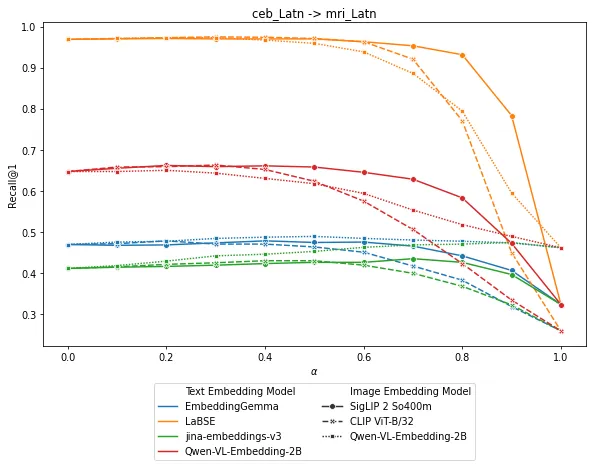 ceb_Latn -> mri_Latn
Recall@1
1.0
0.9
0.8
0.7
0.6
0.5
0.4
0.3
0.0 0.2 0.4 0.6 0.8 1.0
α
Text Embedding Model Image Embedding Model
EmbeddingGemma SigLIP 2 So400m
LaBSE CLIP ViT-B/32
jina-embeddings-v3 Qwen-VL-Embedding-2B
Qwen-VL-Embedding-2B